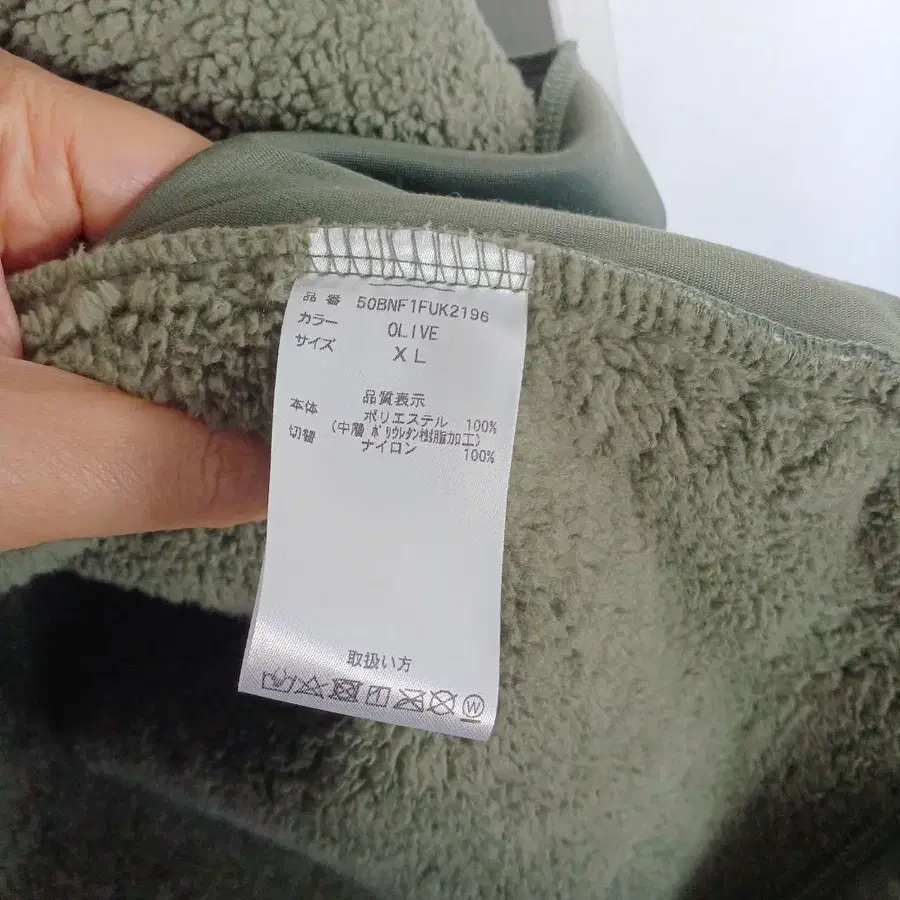 品番 50BNF1FUK2196
カラー OLIVE
サイズ XL
品質表示
本体 ポリエステル 100%
(中層 ポリウレタン樹脂加工)
切替 ナイロン 100%
取扱い方
W